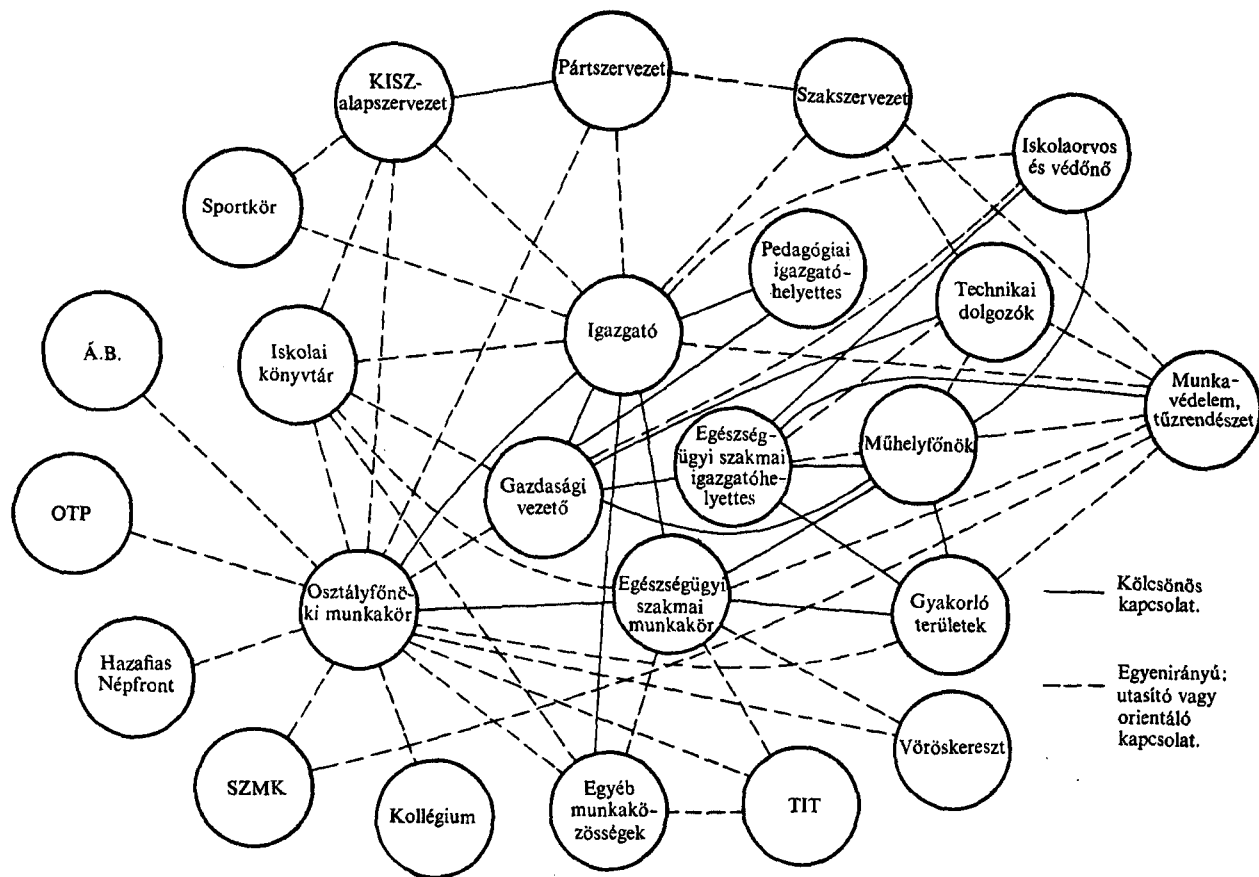 KISZ-
alapszervezet
Pártszervezet
Szakszervezet
Iskolaorvos
és védőnő
Sportkör
Pedagógiai
igazgató-
helyettes
Technikai
dolgozók
Igazgató
Á.B.
Iskolai
könyvtár
Munka-
védelem,
tűzrendészet
Gazdasági
vezető
Egészség-
ügyi szakmai
igazgatóhe-
lyettes
Műhelyfőnök
OTP
Osztályfőnö-
ki munkakör
Egészségügyi
szakmai
munkakör
Gyakorló
területek
Kölcsönös
kapcsolat.
Hazafias
Népfront
Egyenirányú;
utasító vagy
orientáló
kapcsolat.
Vöröskereszt
SZMK
Kollégium
Egyéb
munkakö-
zösségek
TIT